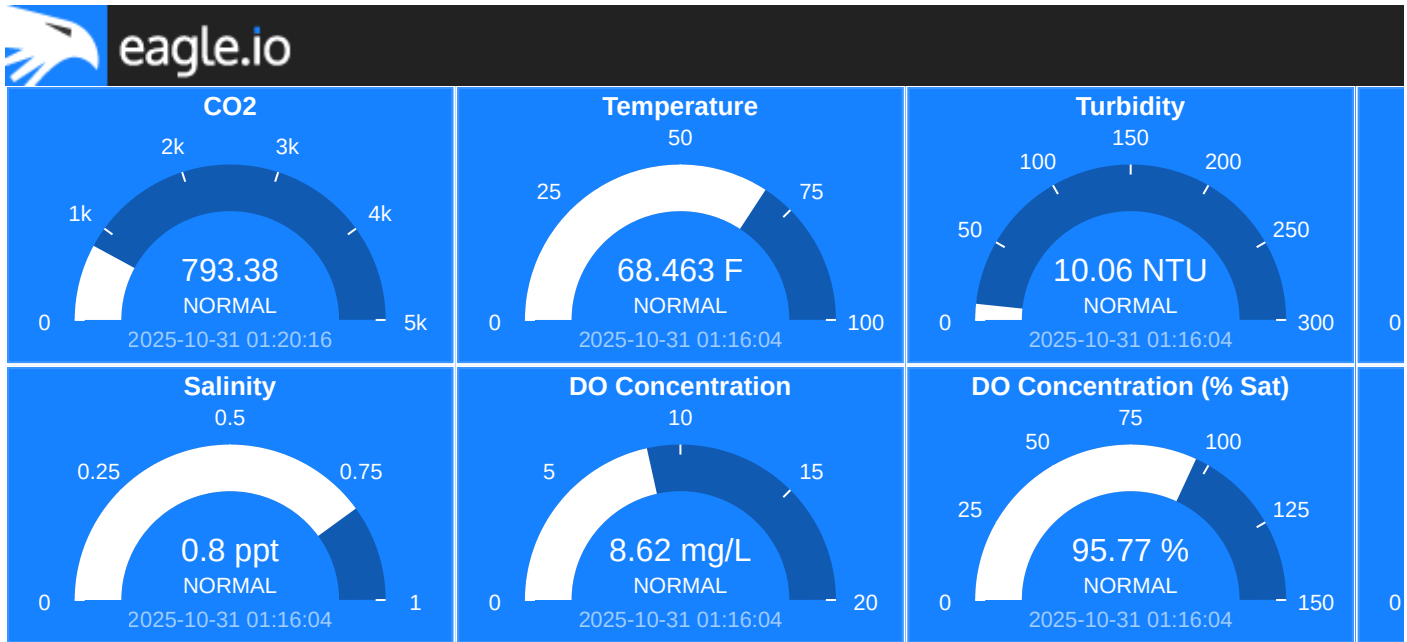 eagle.io
CO2
2k
3k
1k
4k
793.38
NORMAL
0
5k
2025-10-31 01:20:16
Temperature
50
25
75
68.463 F
NORMAL
0
100
2025-10-31 01:16:04
Turbidity
150
100
200
50
250
10.06 NTU
NORMAL
0
300
2025-10-31 01:16:04
0
Salinity
0.5
0.25
0.75
0.8 ppt
NORMAL
0
1
2025-10-31 01:16:04
DO Concentration
10
5
15
8.62 mg/L
NORMAL
0
20
2025-10-31 01:16:04
DO Concentration (% Sat)
75
50
100
25
125
95.77 %
NORMAL
0
150
2025-10-31 01:16:04
0